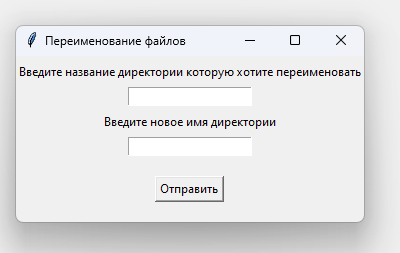 Переименование файлов
Введите название директории которую хотите переименовать
Введите новое имя директории
Отправить